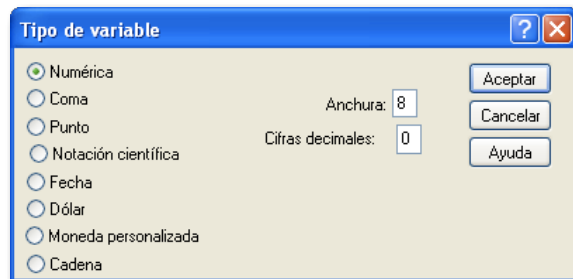 Tipo de variable
Numérica
Coma
Punto
Notación científica
Fecha
Dólar
Moneda personalizada
Cadena
Anchura: 8
Cifras decimales: 0
Aceptar
Cancelar
Ayuda